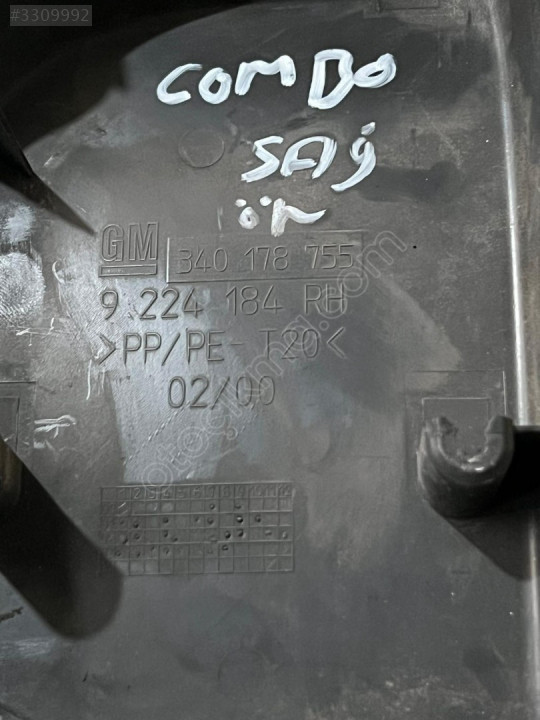 #3309992
COMBO
SAğ
ön
GM
340 178 755
9 224 184 RH
>PP/PE-T20<
02/00